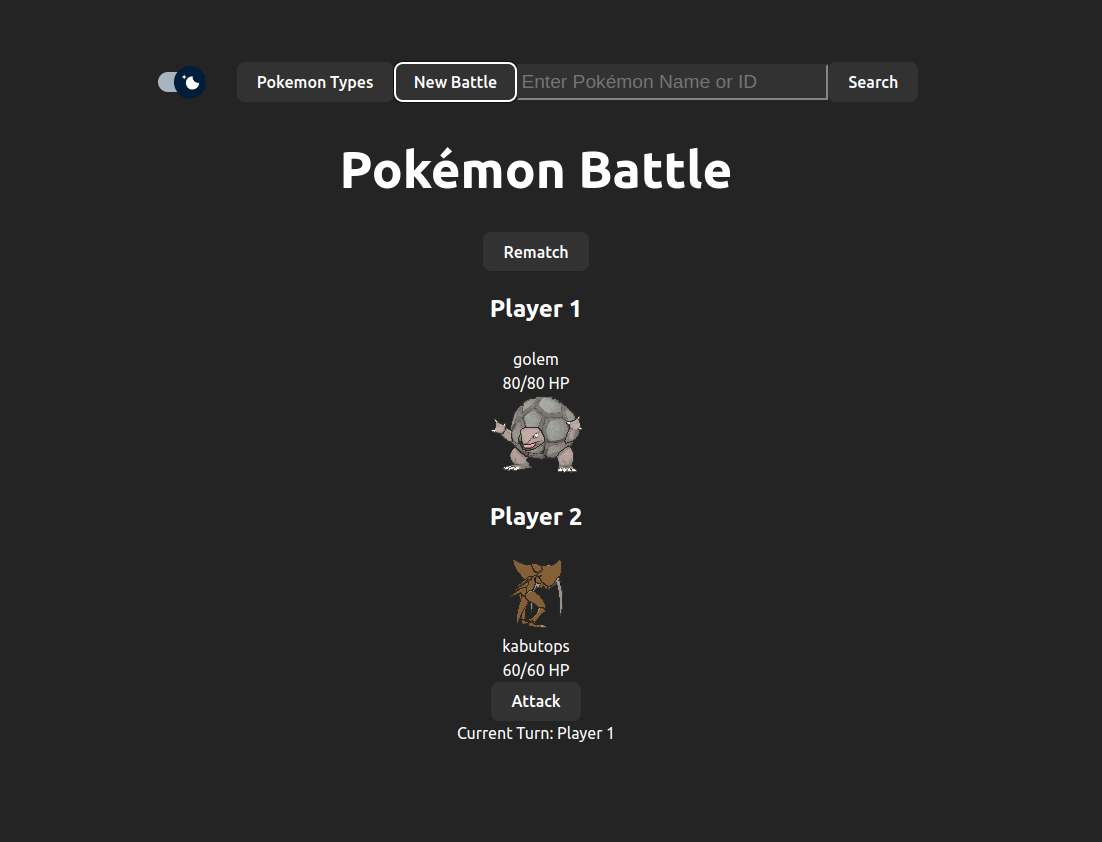 Pokemon Types New Battle Enter Pokémon Name or ID Search
Pokémon Battle
Rematch
Player 1
golem
80/80 HP
Player 2
kabutops
60/60 HP
Attack
Current Turn: Player 1